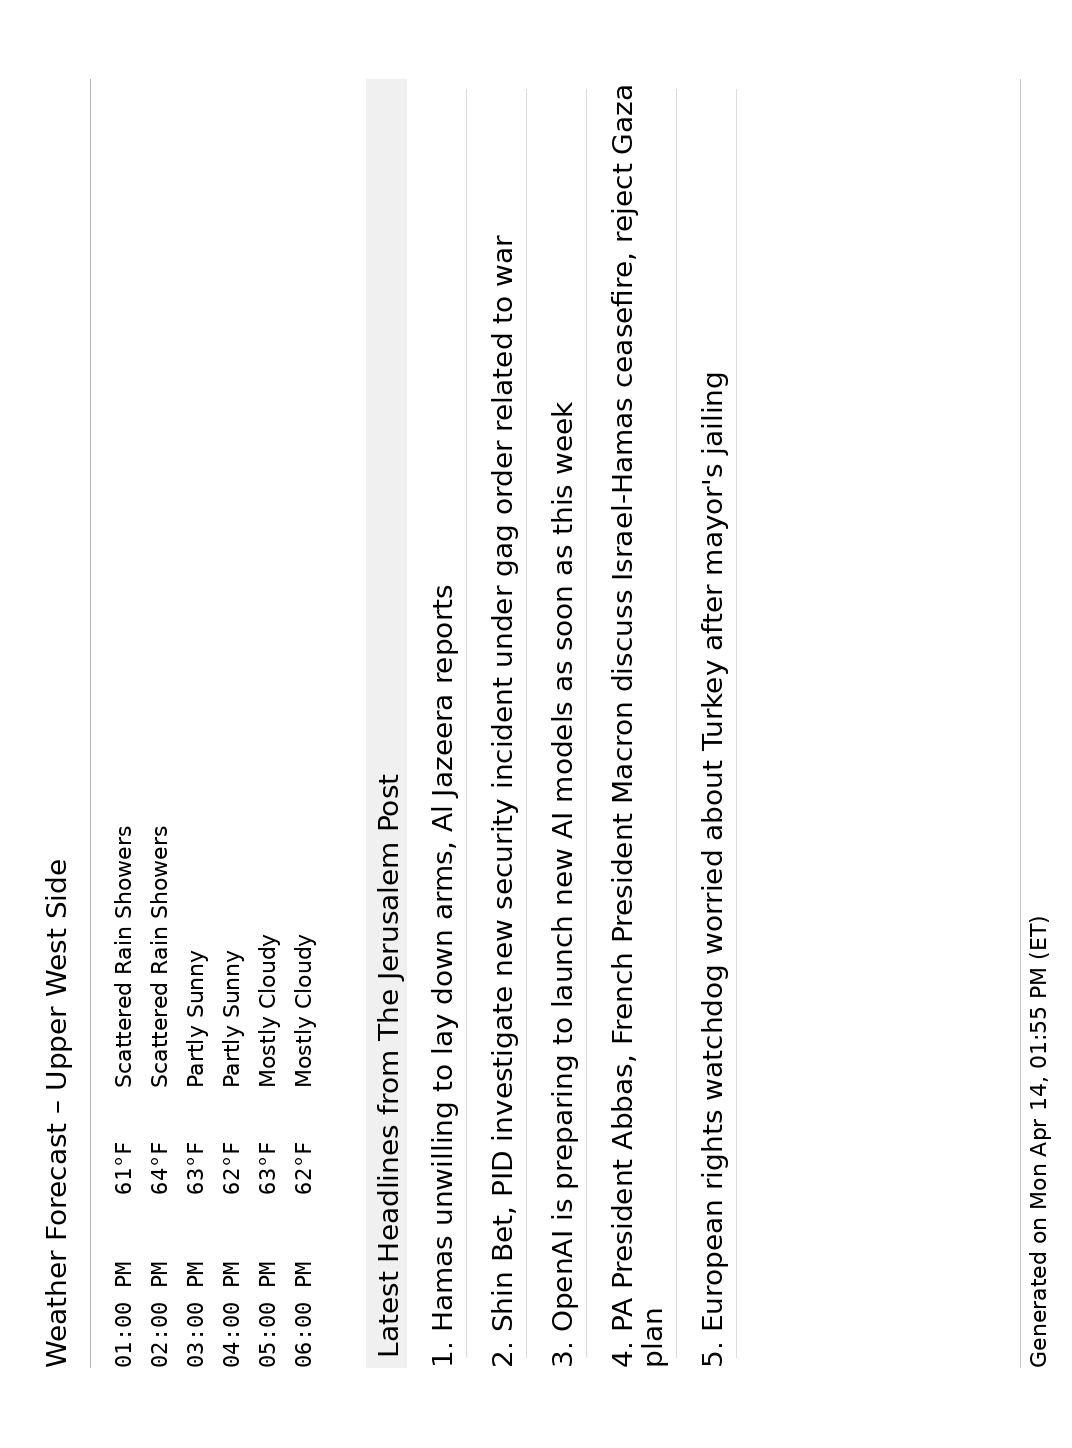 Weather Forecast – Upper West Side
01:00 PM 61°F Scattered Rain Showers
02:00 PM 64°F Scattered Rain Showers
03:00 PM 63°F Partly Sunny
04:00 PM 62°F Partly Sunny
05:00 PM 63°F Mostly Cloudy
06:00 PM 62°F Mostly Cloudy
Latest Headlines from The Jerusalem Post
1. Hamas unwilling to lay down arms, Al Jazeera reports
2. Shin Bet, PID investigate new security incident under gag order related to war
3. OpenAI is preparing to launch new AI models as soon as this week
4. PA President Abbas, French President Macron discuss Israel-Hamas ceasefire, reject Gaza
plan
5. European rights watchdog worried about Turkey after mayor's jailing
Generated on Mon Apr 14, 01:55 PM (ET)